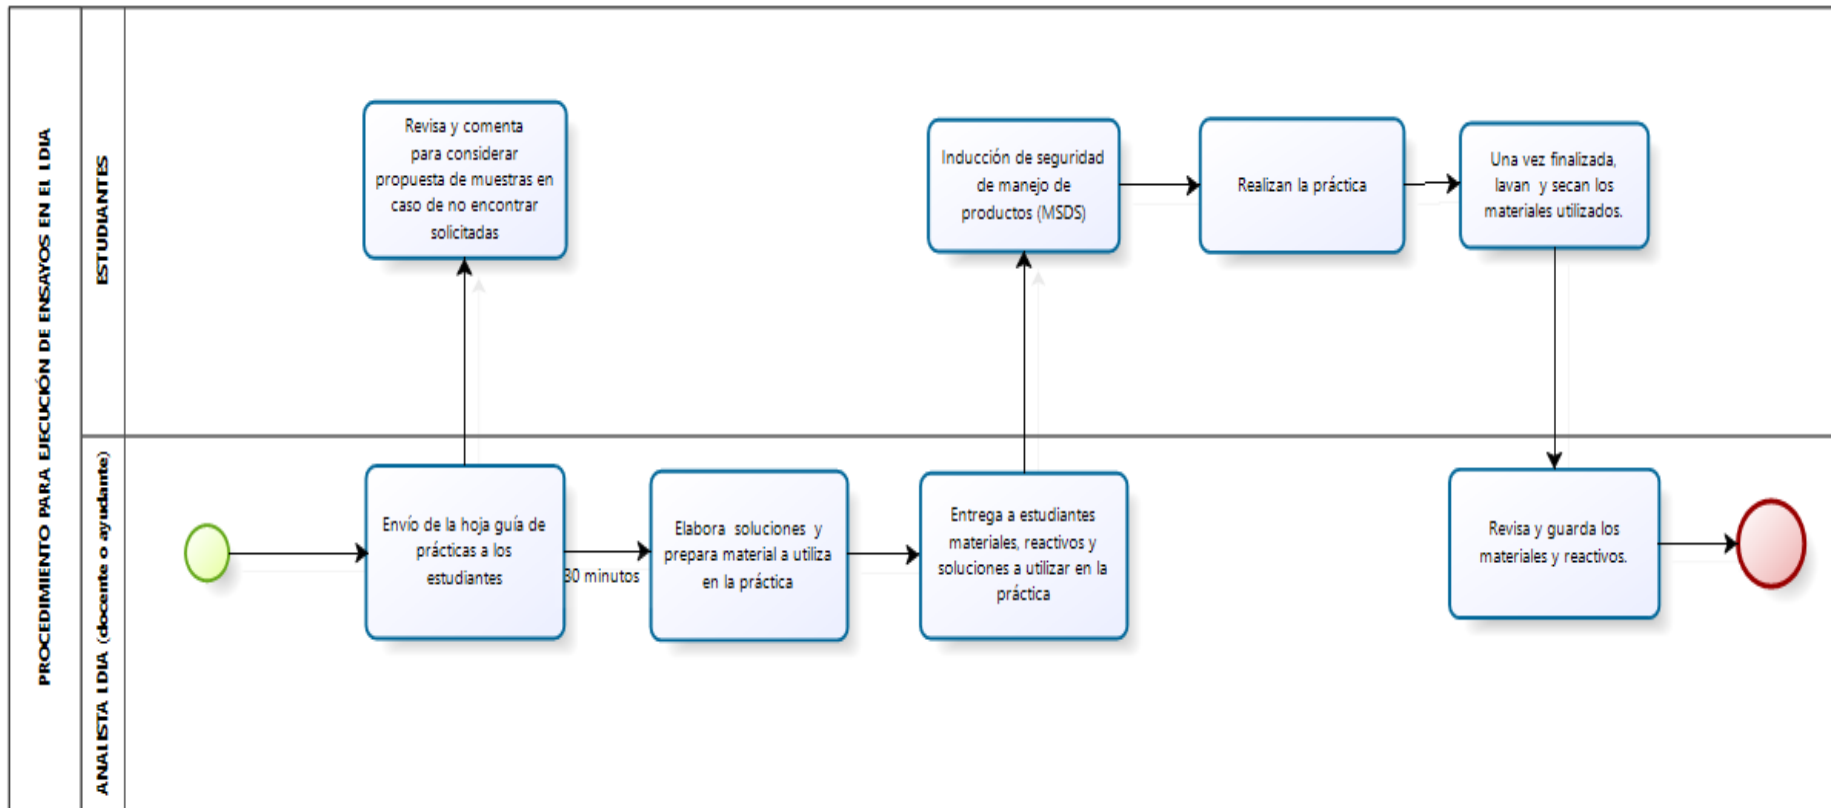 PROCEDIMIENTO PARA EJECUCIÓN DE ENSAYOS EN EL LDIA
ESTUDIANTES
Revisa y comenta
para considerar
propuesta de muestras en
caso de no encontrar
solicitadas
Inducción de seguridad
de manejo de
productos (MSDS)
Realizan la práctica
Una vez finalizada,
lavan y secan los
materiales utilizados.
ANALISTA LDIA (docente o ayudante)
Envío de la hoja guía de
prácticas a los
estudiantes
30 minutos
Elabora soluciones y
prepara material a utiliza
en la práctica
Entrega a estudiantes
materiales, reactivos y
soluciones a utilizar en la
práctica
Revisa y guarda los
materiales y reactivos.